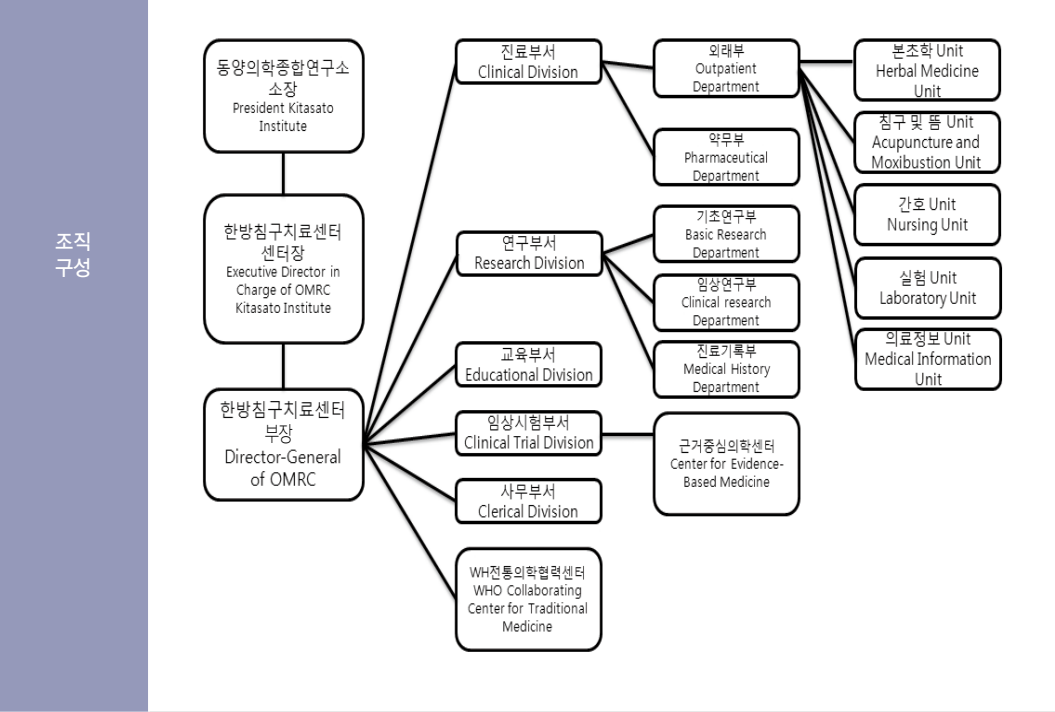 조직
구성
동양의학종합연구소
소장
President Kitasato
Institute
한방침구치료센터
센터장
Executive Director in
Charge of OMRC
Kitasato Institute
한방침구치료센터
부장
Director-General
of OMRC
진료부서
Clinical Division
연구부서
Research Division
교육부서
Educational Division
임상시험부서
Clinical Trial Division
사무부서
Clerical Division
WH전통의학협력센터
WHO Collaborating
Center for Traditional
Medicine
외래부
Outpatient
Department
약무부
Pharmaceutical
Department
기초연구부
Basic Research
Department
임상연구부
Clinical research
Department
진료기록부
Medical History
Department
근거중심의학센터
Center for Evidence-
Based Medicine
본초학 Unit
Herbal Medicine
Unit
침구 및 뜸 Unit
Acupuncture and
Moxibustion Unit
간호 Unit
Nursing Unit
실험 Unit
Laboratory Unit
의료정보 Unit
Medical Information
Unit